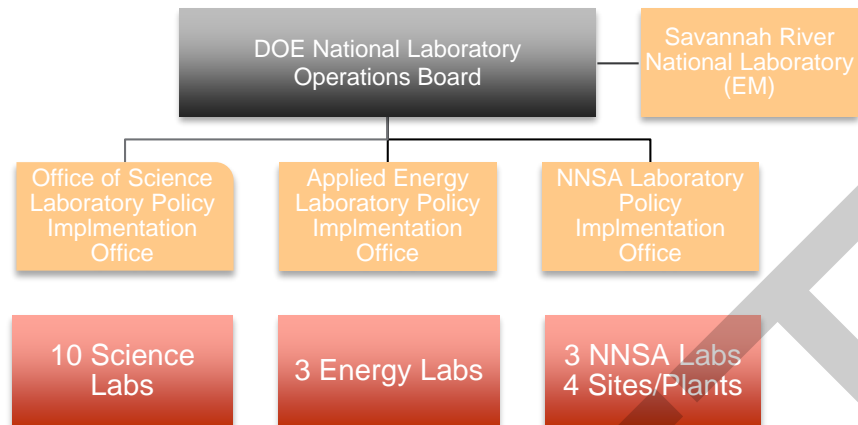 DOE National Laboratory
Operations Board
Savannah River
National Laboratory
(EM)
Office of Science
Laboratory Policy
Implmentation
Office
Applied Energy
Laboratory Policy
Implmentation
Office
NNSA Laboratory
Policy
Implmentation
Office
10 Science
Labs
3 Energy Labs
3 NNSA Labs
4 Sites/Plants